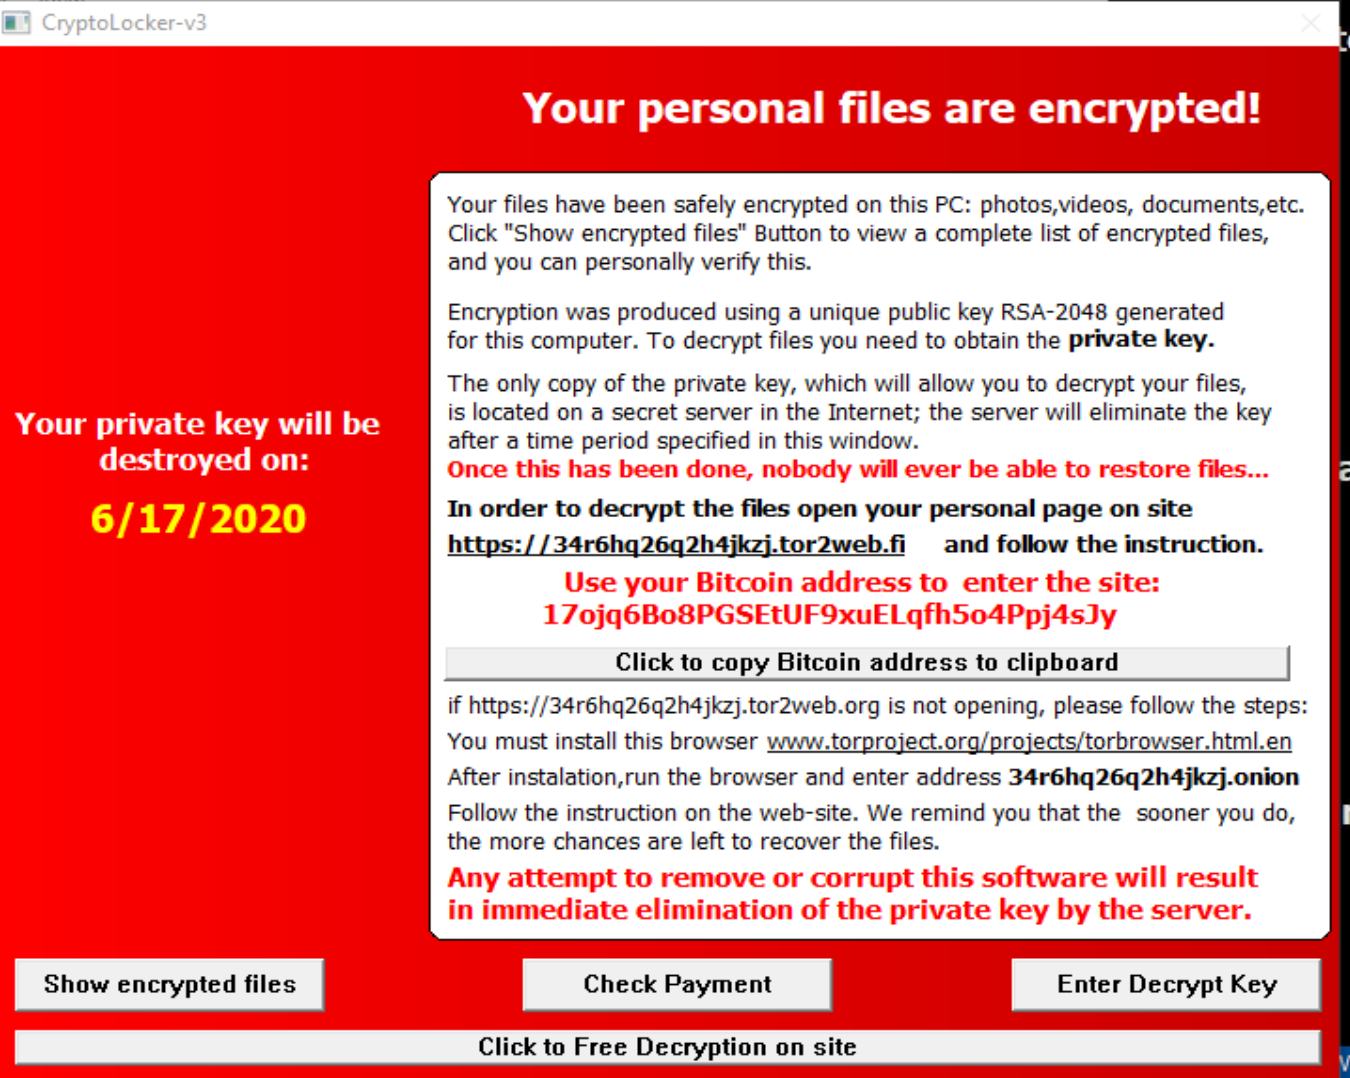 CryptoLocker-v3
Your personal files are encrypted!
Your private key will be
destroyed on:
6/17/2020
Your files have been safely encrypted on this PC: photos,videos, documents,etc.
Click "Show encrypted files" Button to view a complete list of encrypted files,
and you can personally verify this.
Encryption was produced using a unique public key RSA-2048 generated
for this computer. To decrypt files you need to obtain the private key.
The only copy of the private key, which will allow you to decrypt your files,
is located on a secret server in the Internet; the server will eliminate the key
after a time period specified in this window.
Once this has been done, nobody will ever be able to restore files...
In order to decrypt the files open your personal page on site
https://34r6hq26q2h4jkzj.tor2web.fi and follow the instruction.
Use your Bitcoin address to enter the site:
17ojq6Bo8PGSEtUF9xuELqfh5o4Ppj4sJy
Click to copy Bitcoin address to clipboard
if https://34r6hq26q2h4jkzj.tor2web.org is not opening, please follow the steps:
You must install this browser www.torproject.org/projects/torbrowser.html.en
After instalation,run the browser and enter address 34r6hq26q2h4jkzj.onion
Follow the instruction on the web-site. We remind you that the sooner you do,
the more chances are left to recover the files.
Any attempt to remove or corrupt this software will result
in immediate elimination of the private key by the server.
Show encrypted files
Check Payment
Enter Decrypt Key
Click to Free Decryption on site